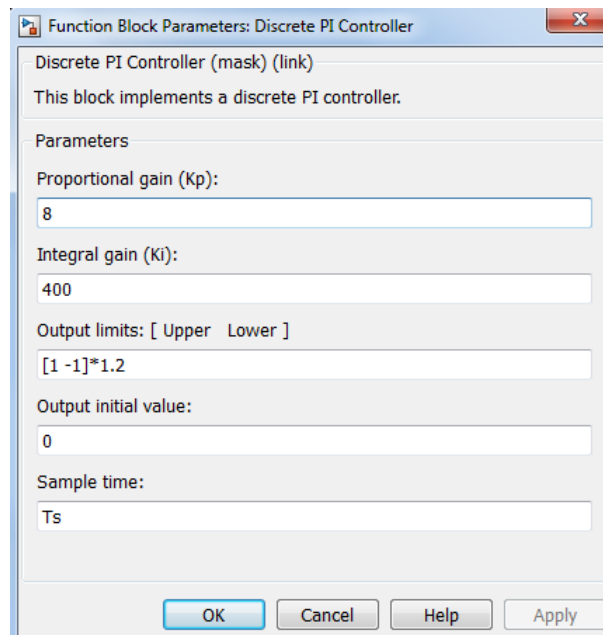 Function Block Parameters: Discrete PI Controller
Discrete PI Controller (mask) (link)
This block implements a discrete PI controller.
Parameters
Proportional gain (Kp):
8
Integral gain (Ki):
400
Output limits: [ Upper   Lower ]
[1 -1]*1.2
Output initial value:
0
Sample time:
Ts
OK Cancel Help Apply